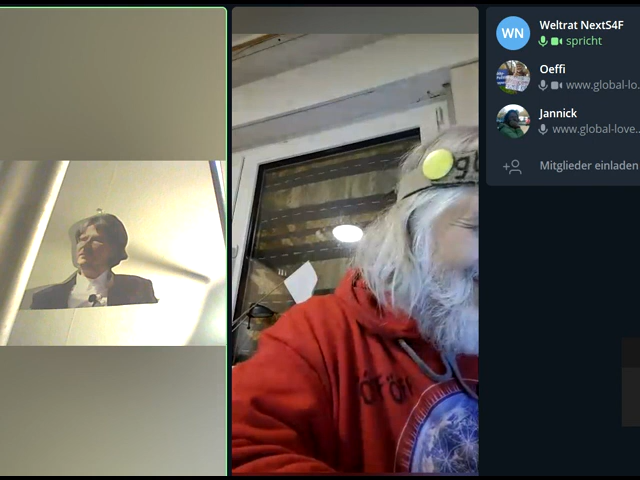 WN
Weltrat NextS4F
spricht
Oeffi
www.global-lo...
Jannick
www.global-love...
Mitglieder einladen